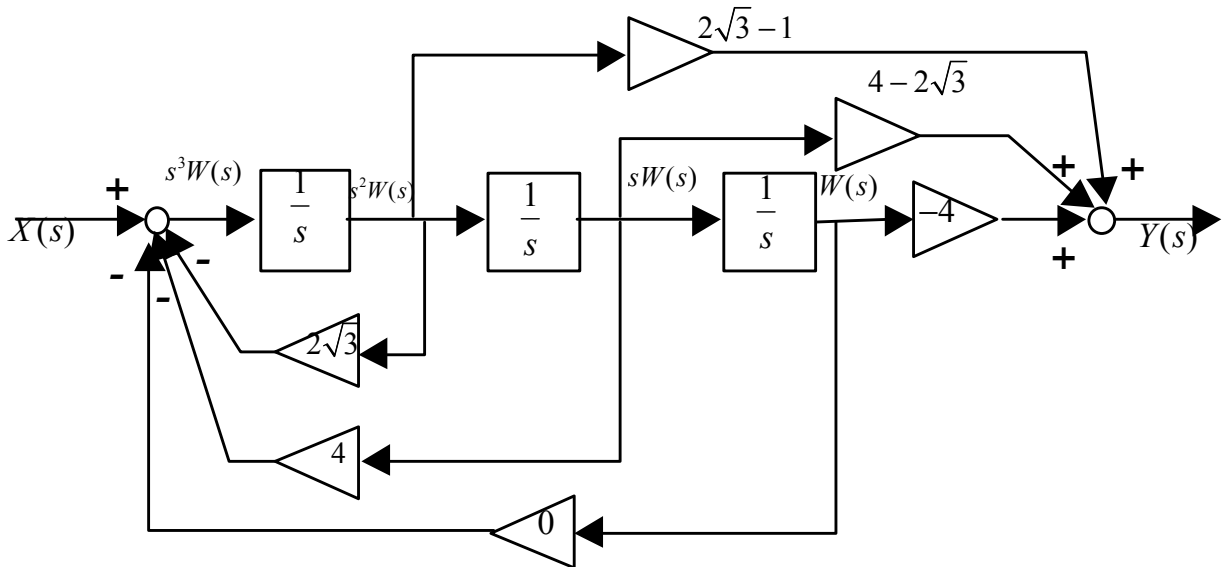 2√3 − 1
4 − 2√3
s³W(s)
1/s
s²W(s)
1/s
sW(s)
1/s
W(s)
+
+
+
X(s)
−4
Y(s)
-
-
-
+
2√3
4
0